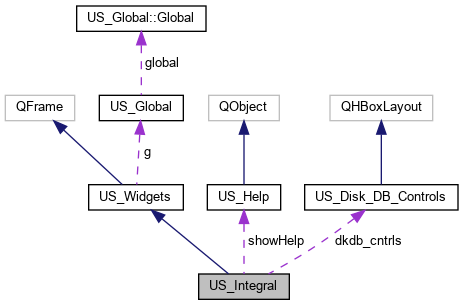 US_Global::Global
global
QFrame
US_Global
QObject
QHBoxLayout
g
US_Widgets
US_Help
US_Disk_DB_Controls
showHelp
dkdb_cntrls
US_Integral